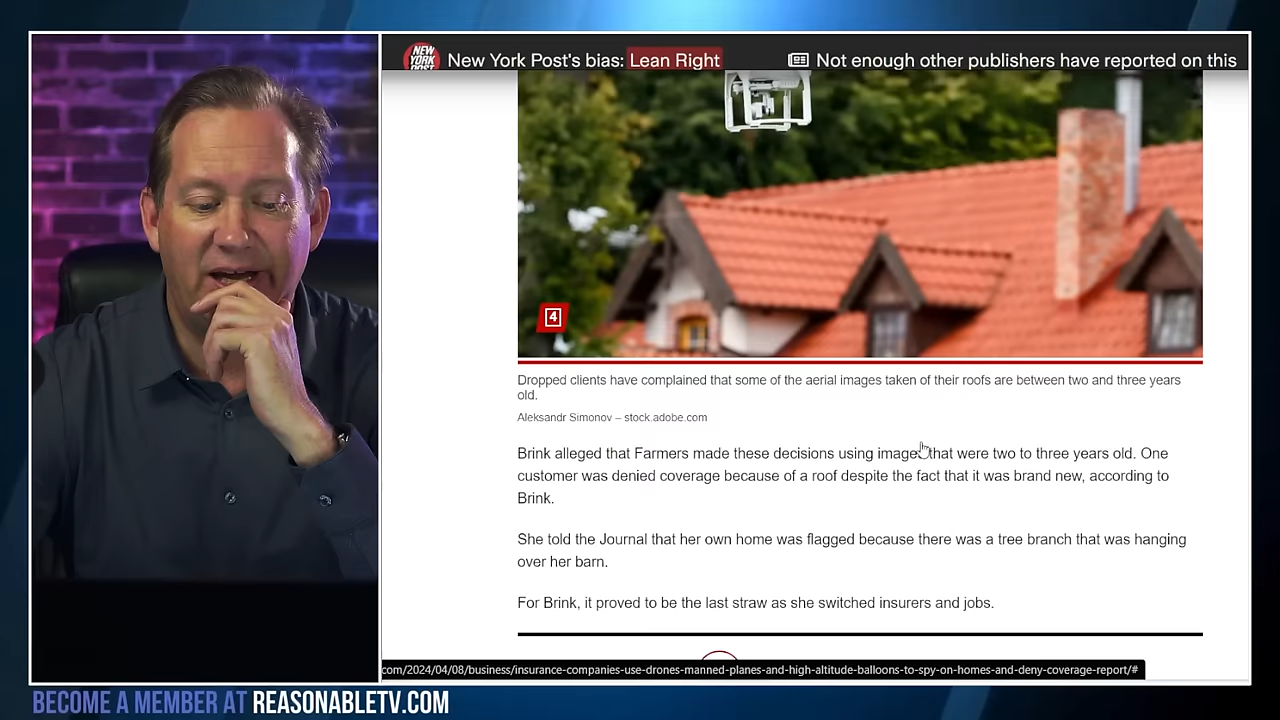 NEW YORK POST
New York Post's bias: Lean Right
Not enough other publishers have reported on this
4
Dropped clients have complained that some of the aerial images taken of their roofs are between two and three years
old.
Aleksandr Simonov – stock.adobe.com
Brink alleged that Farmers made these decisions using images that were two to three years old. One
customer was denied coverage because of a roof despite the fact that it was brand new, according to
Brink.
She told the Journal that her own home was flagged because there was a tree branch that was hanging
over her barn.
For Brink, it proved to be the last straw as she switched insurers and jobs.
com/2024/04/08/business/insurance-companies-use-drones-manned-planes-and-high-altitude-balloons-to-spy-on-homes-and-deny-coverage-report/#
BECOME A MEMBER AT REASONABLETV.COM